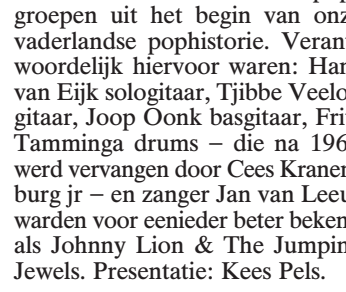 groepen uit het begin van onz
vaderlandse pophistorie. Veran
woordelijk hiervoor waren: Han
van Eijk sologitaar, Tjibbe Veelo
gitaar, Joop Oonk basgitaar, Fri
Tamminga drums – die na 196
werd vervangen door Cees Kranen
burg jr – en zanger Jan van Leeu
warden voor eenieder beter beken
als Johnny Lion & The Jumpin
Jewels. Presentatie: Kees Pels.